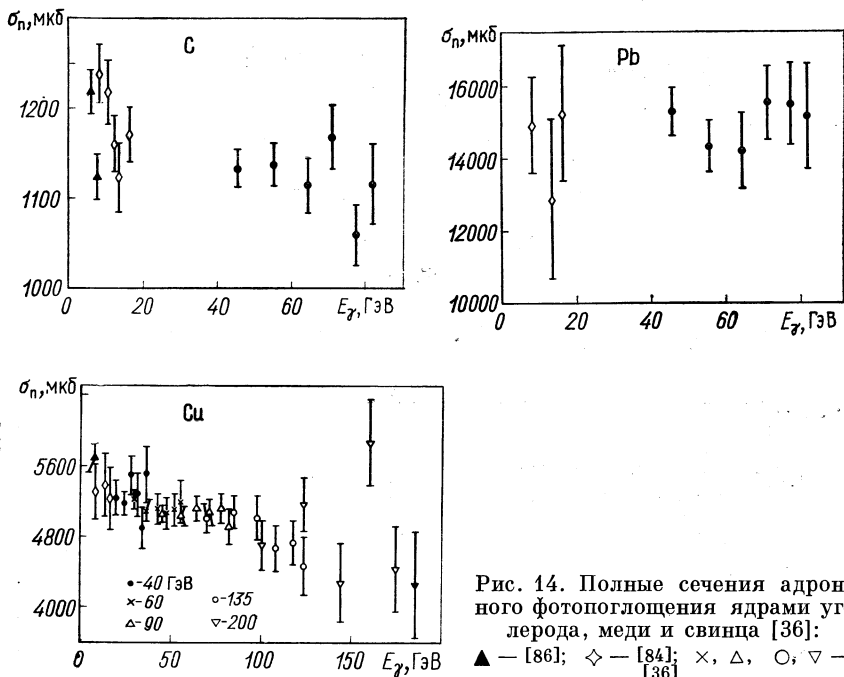 σп, мкб
C
1200
1100
1000
0
20
60
Eγ, ГэВ
σп, мкб
Pb
16000
14000
12000
10000
0
20
40
60
Eγ, ГэВ
σп, мкб
Cu
5600
4800
4000
● -40 ГэВ
× -60
○ -135
△ -90
▽ -200
0
50
100
150
Eγ, ГэВ
Рис. 14. Полные сечения адрон
ного фотопоглощения ядрами уг
лерода, меди и свинца [36]:
▲ — [86]; ✧ — [84]; ×, △, ○, ▽ —
[36]